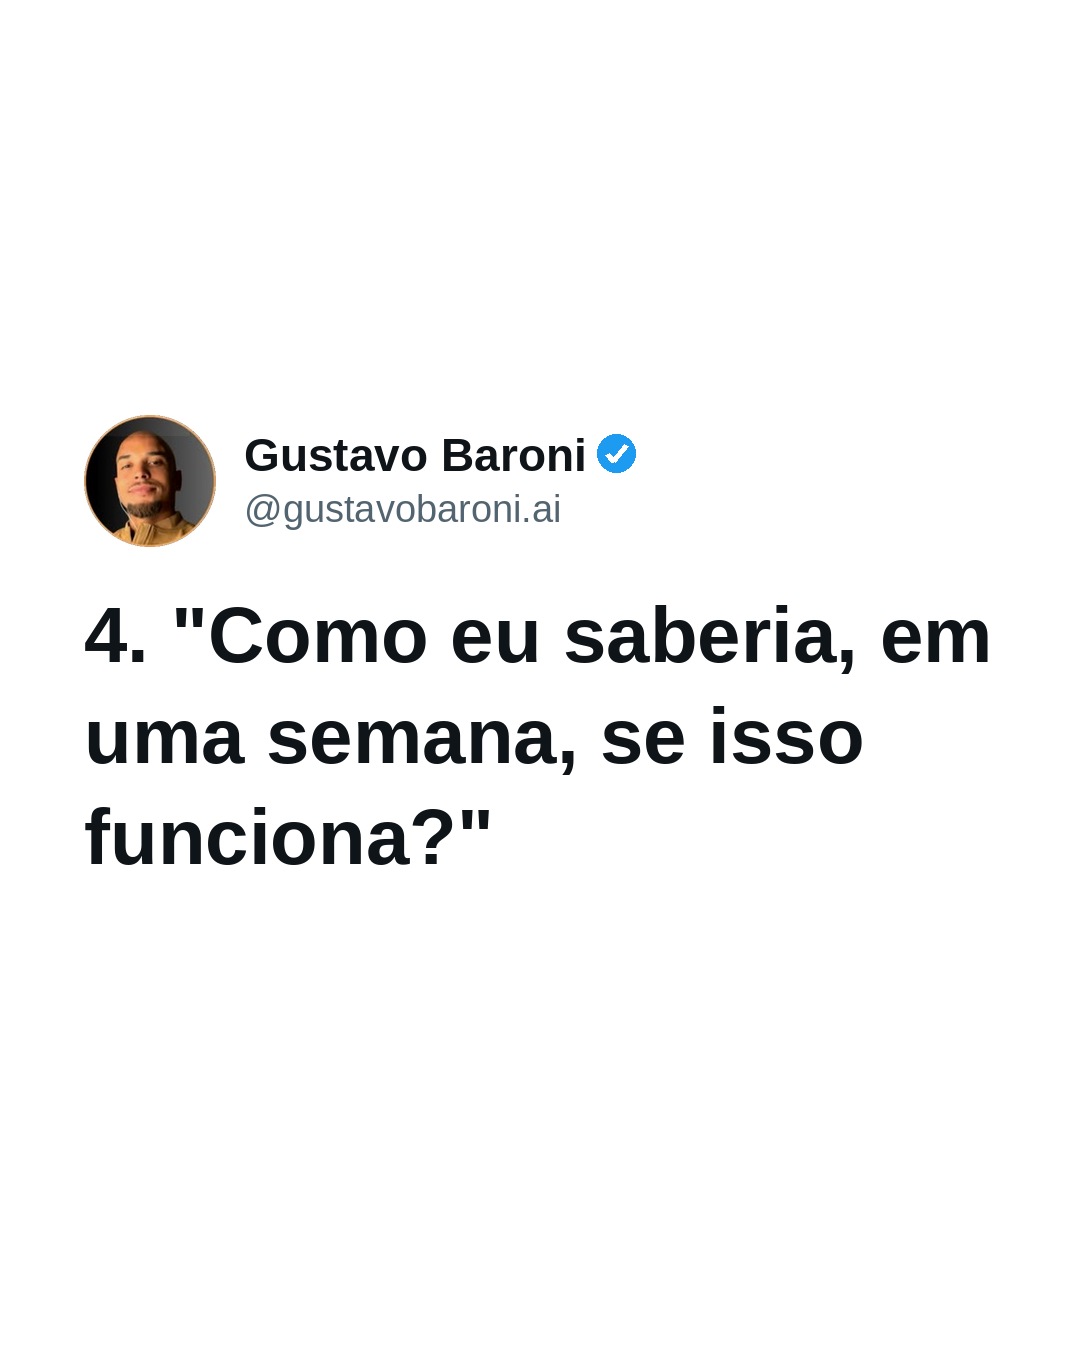 Gustavo Baroni
@gustavobaroni.ai
4. "Como eu saberia, em
uma semana, se isso
funciona?"